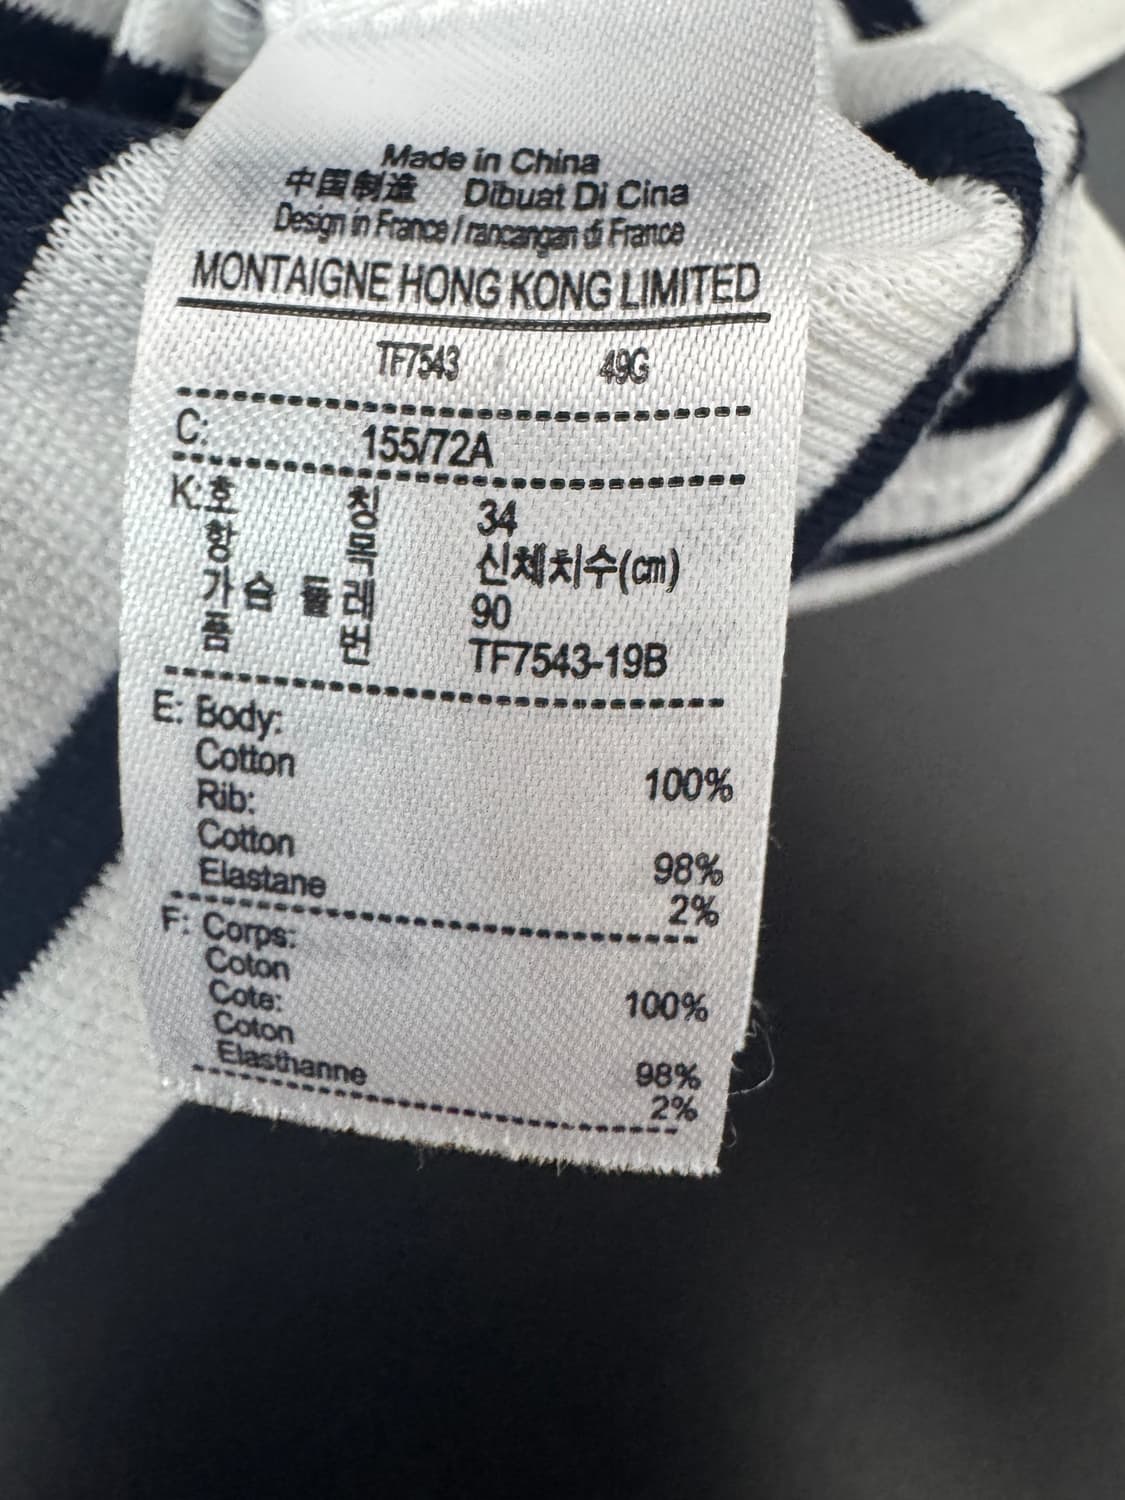 Made in China
中国制造 Dibuat Di Cina
Design in France / rancangan di France
MONTAIGNE HONG KONG LIMITED
TF7543 49G
C: 155/72A
K: 호 칭 34
항 목 신체치수(cm)
가 슴 둘 레 90
품 번 TF7543-19B
E: Body:
Cotton 100%
Rib:
Cotton 98%
Elastane 2%
F: Corps:
Coton 100%
Cote:
Coton 98%
Elasthanne 2%